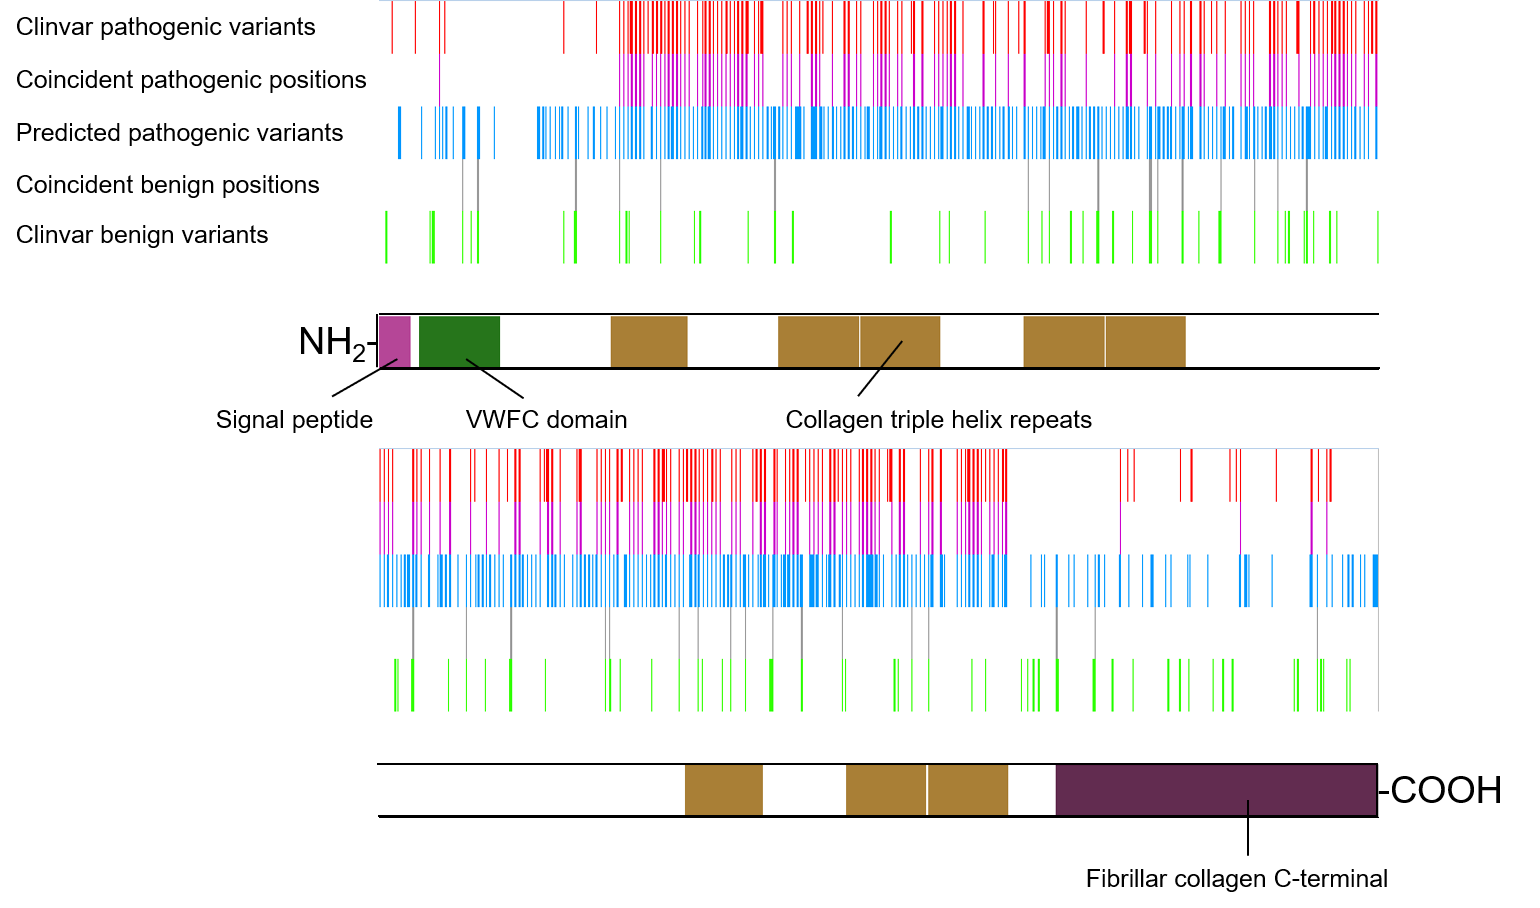 Clinvar pathogenic variants
Coincident pathogenic positions
Predicted pathogenic variants
Coincident benign positions
Clinvar benign variants
NH2-
Signal peptide
VWFC domain
Collagen triple helix repeats
-COOH
Fibrillar collagen C-terminal